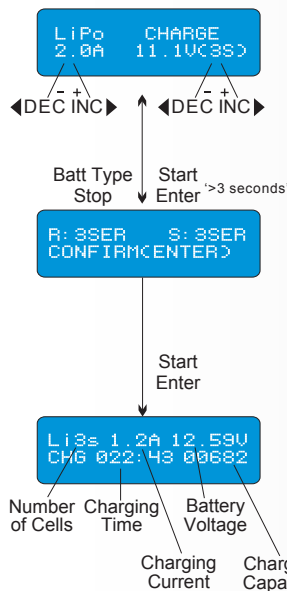 LiPo CHARGE
2.0A 11.1V(3S)
- + - +
DEC INC DEC INC
Batt Type Start
Stop Enter '>3 seconds'
R:3SER S:3SER
CONFIRM(ENTER)
Start
Enter
Li3s 1.2A 12.59V
CHG 022:43 00682
Number Charging Battery
of Cells Time Voltage
Charging
Current